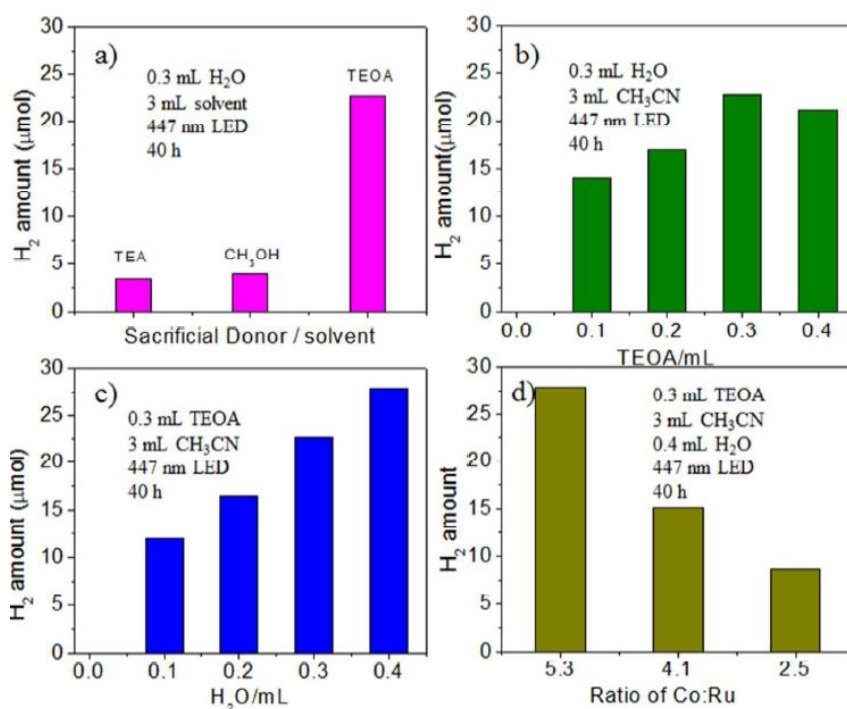 a)
0.3 mL H₂O
3 mL solvent
447 nm LED
40 h
TEA
CH₃OH
TEOA
30
25
20
15
10
5
0
H₂ amount (μmol)
Sacrificial Donor / solvent
b)
0.3 mL H₂O
3 mL CH₃CN
447 nm LED
40 h
30
25
20
15
10
5
0
H₂ amount(μmol)
0.0 0.1 0.2 0.3 0.4
TEOA/mL
c)
0.3 mL TEOA
3 mL CH₃CN
447 nm LED
40 h
30
25
20
15
10
5
0
H₂ amount (μmol)
0.0 0.1 0.2 0.3 0.4
H₂O/mL
d)
0.3 mL TEOA
3 mL CH₃CN
0.4 mL H₂O
447 nm LED
40 h
30
25
20
15
10
5
0
H₂ amount
5.3 4.1 2.5
Ratio of Co:Ru